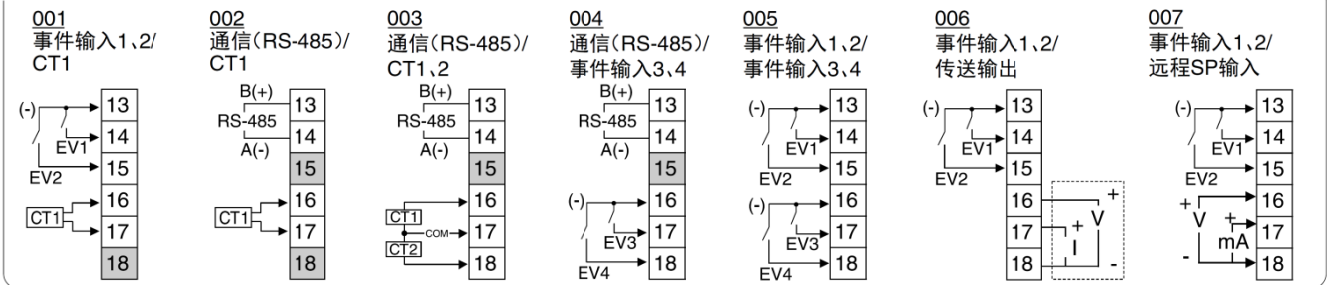 001
事件输入1、2/
CT1
(-)
EV1
EV2
CT1
13
14
15
16
17
18
002
通信(RS-485)/
CT1
B(+)
RS-485
A(-)
CT1
13
14
15
16
17
18
003
通信(RS-485)/
CT1、2
B(+)
RS-485
A(-)
CT1
COM
CT2
13
14
15
16
17
18
004
通信(RS-485)/
事件输入3、4
B(+)
RS-485
A(-)
(-)
EV3
EV4
13
14
15
16
17
18
005
事件输入1、2/
事件输入3、4
(-)
EV1
EV2
(-)
EV3
EV4
13
14
15
16
17
18
006
事件输入1、2/
传送输出
(-)
EV1
EV2
13
14
15
16
17
18
+
V
+
I
-
007
事件输入1、2/
远程SP输入
(-)
EV1
EV2
+
V
+
mA
-
13
14
15
16
17
18